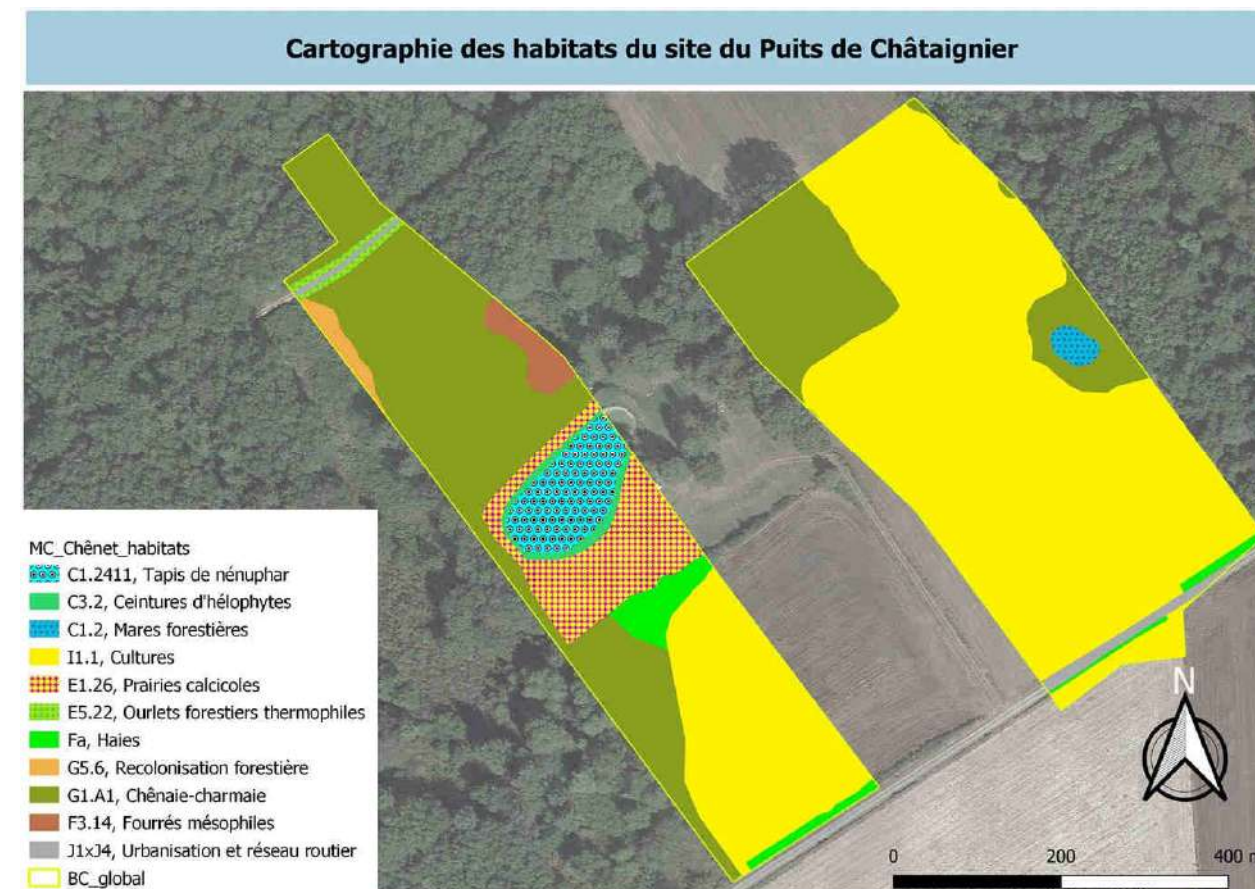 Cartographie des habitats du site du Puits de Châtaignier
MC_Chênet_habitats
C1.2411, Tapis de nénuphar
C3.2, Ceintures d'hélophytes
C1.2, Mares forestières
I1.1, Cultures
E1.26, Prairies calcicoles
E5.22, Ourlets forestiers thermophiles
Fa, Haies
G5.6, Recolonisation forestière
G1.A1, Chênaie-charmaie
F3.14, Fourrés mésophiles
J1xJ4, Urbanisation et réseau routier
BC_global
N
0 200 400 m